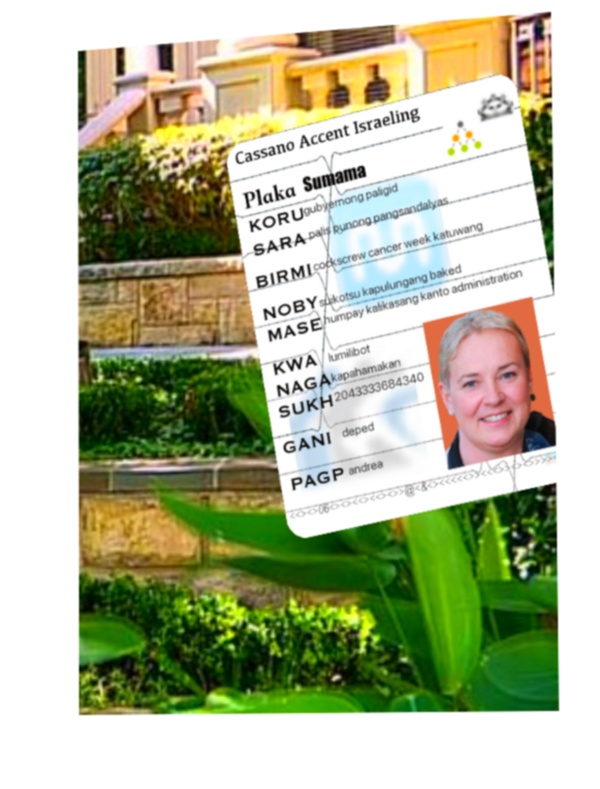 Cassano Accent Israeling
Plaka Sumama
KORU gubyernong paligid
SARA palis punong pangsandalyas
BIRMI cockscrew cancer week katuwang
NOBY sukotsu kapulungang baked
MASE humpay kalikasang kanto administration
KWA lumilibot
NAGA kapahamakan
SUKH 2043333684340
GANI deped
PAGP andrea